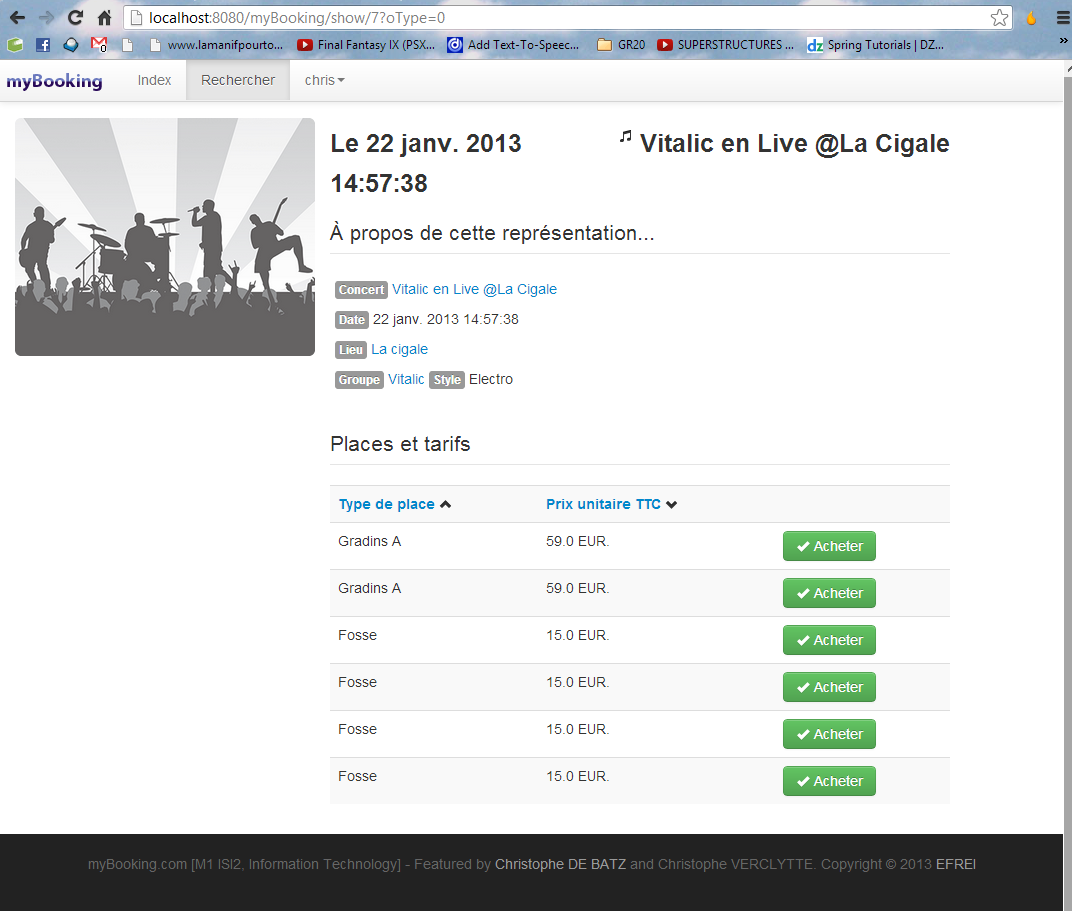 localhost:8080/myBooking/show/7?oType=0
www.lamanifpourto... Final Fantasy IX (PSX... Add Text-To-Speec... GR20 SUPERSTRUCTURES ... Spring Tutorials | DZ...
myBooking Index Rechercher chris
Le 22 janv. 2013 14:57:38
Vitalic en Live @La Cigale
À propos de cette représentation...
Concert Vitalic en Live @La Cigale
Date 22 janv. 2013 14:57:38
Lieu La cigale
Groupe Vitalic Style Electro
Places et tarifs
Type de place Prix unitaire TTC
Gradins A 59.0 EUR. Acheter
Gradins A 59.0 EUR. Acheter
Fosse 15.0 EUR. Acheter
Fosse 15.0 EUR. Acheter
Fosse 15.0 EUR. Acheter
Fosse 15.0 EUR. Acheter
myBooking.com [M1 ISI2, Information Technology] - Featured by Christophe DE BATZ and Christophe VERCLYTTE. Copyright © 2013 EFREI